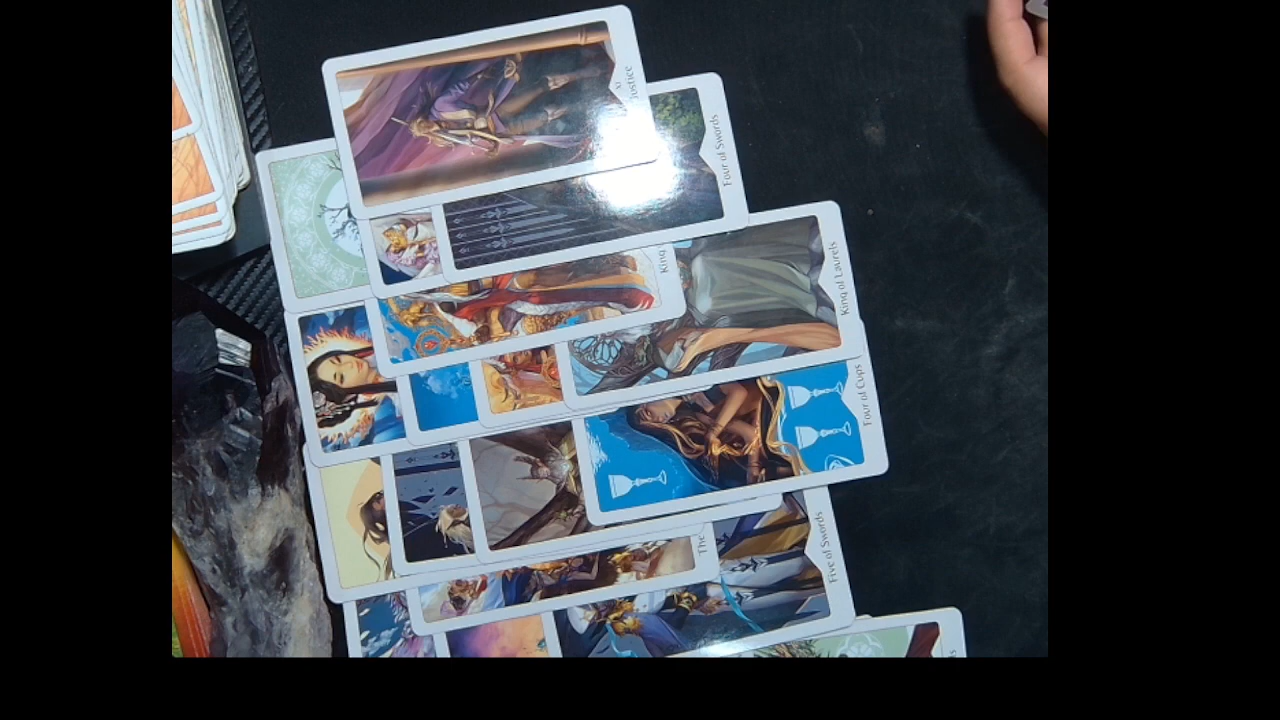 XI
Justice
Four of Swords
King
King of Laurels
Four of Cups
The
Five of Swords